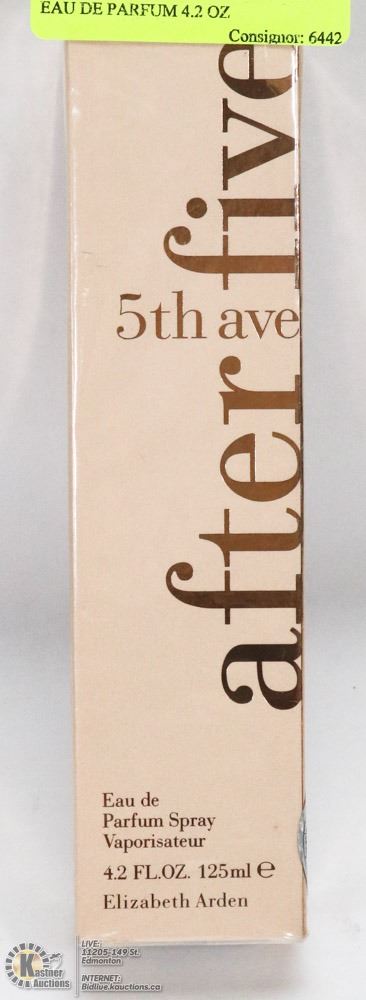 EAU DE PARFUM 4.2 OZ
Consignor: 6442
5th ave
after five
Eau de
Parfum Spray
Vaporisateur
4.2 FL.OZ. 125ml ℮
Elizabeth Arden
Kastner
Auctions
LIVE:
11205-149 St.
Edmonton
INTERNET:
Bidlive.kauctions.ca